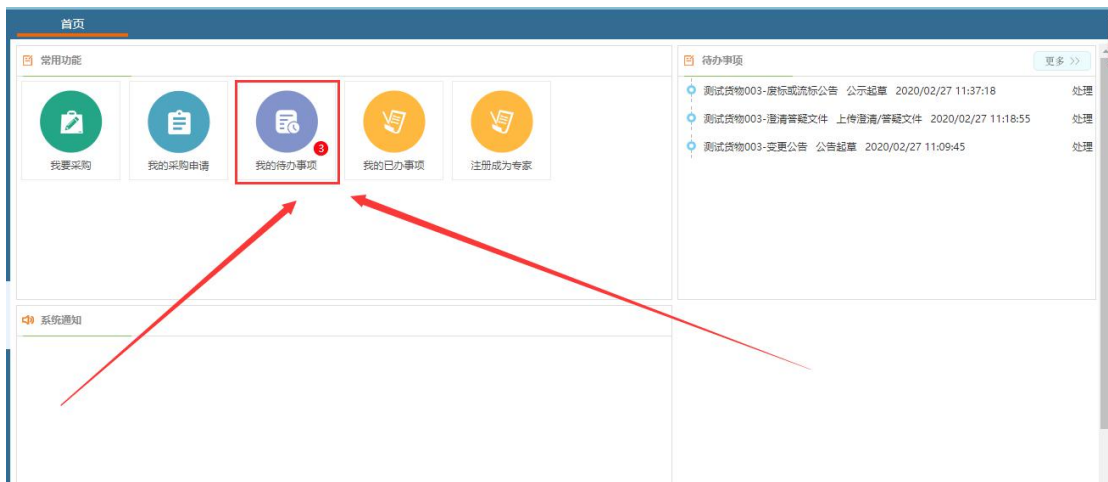 首页
常用功能
我要采购
我的采购申请
3
我的待办事项
我的已办事项
注册成为专家
待办事项
更多 >>
测试货物003-废标或流标公告 公示起草 2020/02/27 11:37:18 处理
测试货物003-澄清答疑文件 上传澄清/答疑文件 2020/02/27 11:18:55 处理
测试货物003-变更公告 公告起草 2020/02/27 11:09:45 处理
系统通知